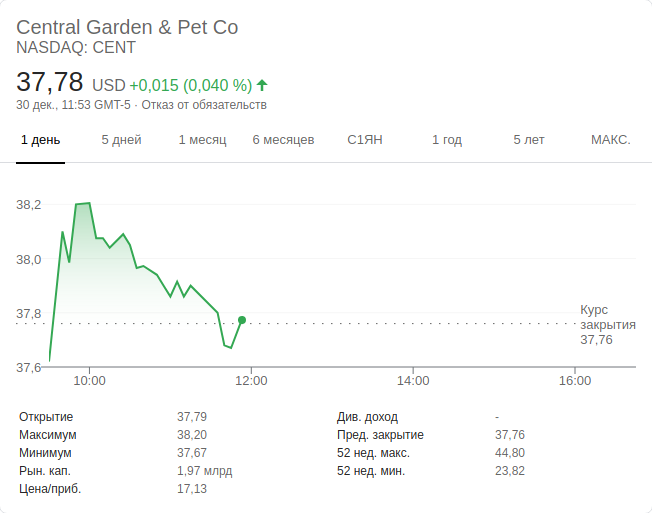 Central Garden & Pet Co
NASDAQ: CENT
37,78 USD +0,015 (0,040 %)
30 дек., 11:53 GMT-5 · Отказ от обязательств
1 день 5 дней 1 месяц 6 месяцев С1ЯН 1 год 5 лет МАКС.
38,2
38,0
37,8
37,6
Курс
закрытия
37,76
10:00 12:00 14:00 16:00
Открытие 37,79
Максимум 38,20
Минимум 37,67
Рын. кап. 1,97 млрд
Цена/приб. 17,13
Див. доход -
Пред. закрытие 37,76
52 нед. макс. 44,80
52 нед. мин. 23,82